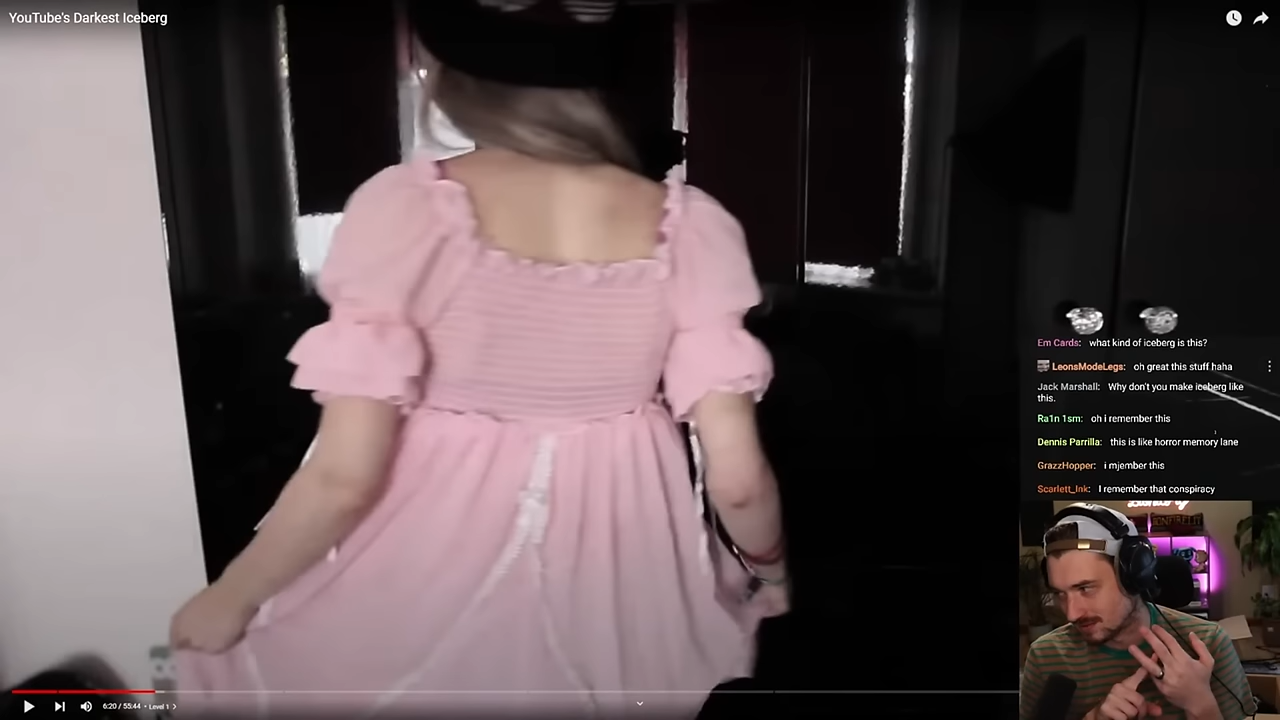 YouTube's Darkest Iceberg
Em Cards: what kind of iceberg is this?
LeonsModeLegs: oh great this stuff haha
Jack Marshall: Why don't you make iceberg like
this.
Ra1n 1sm: oh i remember this
Dennis Parrilla: this is like horror memory lane
GrazzHopper: i mjember this
Scarlett_Ink: I remember that conspiracy
BONFIRE.IT
6:20 / 55:44 • Level 1 >